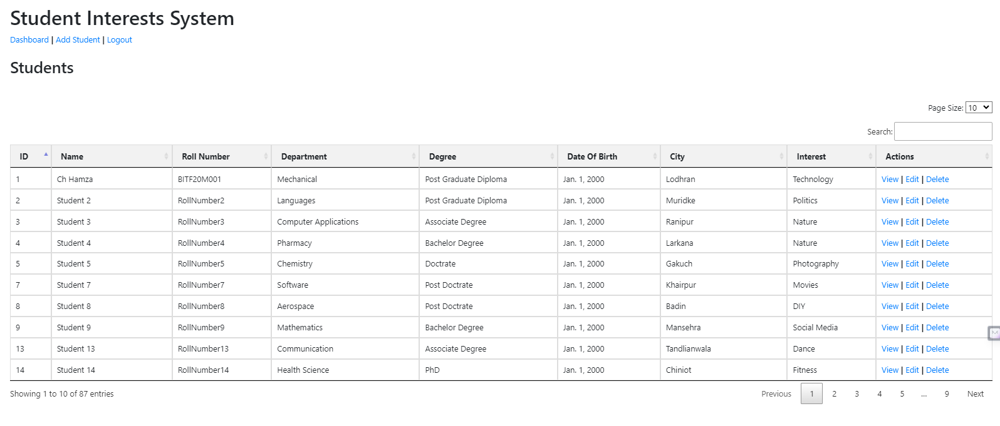 Student Interests System
Dashboard | Add Student | Logout
Students
Page Size: 10
Search:
ID Name Roll Number Department Degree Date Of Birth City Interest Actions
1 Ch Hamza BITF20M001 Mechanical Post Graduate Diploma Jan. 1, 2000 Lodhran Technology View | Edit | Delete
2 Student 2 RollNumber2 Languages Post Graduate Diploma Jan. 1, 2000 Muridke Politics View | Edit | Delete
3 Student 3 RollNumber3 Computer Applications Associate Degree Jan. 1, 2000 Ranipur Nature View | Edit | Delete
4 Student 4 RollNumber4 Pharmacy Bachelor Degree Jan. 1, 2000 Larkana Nature View | Edit | Delete
5 Student 5 RollNumber5 Chemistry Doctrate Jan. 1, 2000 Gakuch Photography View | Edit | Delete
7 Student 7 RollNumber7 Software Post Doctrate Jan. 1, 2000 Khairpur Movies View | Edit | Delete
8 Student 8 RollNumber8 Aerospace Post Doctrate Jan. 1, 2000 Badin DIY View | Edit | Delete
9 Student 9 RollNumber9 Mathematics Bachelor Degree Jan. 1, 2000 Mansehra Social Media View | Edit | Delete
13 Student 13 RollNumber13 Communication Associate Degree Jan. 1, 2000 Tandlianwala Dance View | Edit | Delete
14 Student 14 RollNumber14 Health Science PhD Jan. 1, 2000 Chiniot Fitness View | Edit | Delete
Showing 1 to 10 of 87 entries Previous 1 2 3 4 5 ... 9 Next